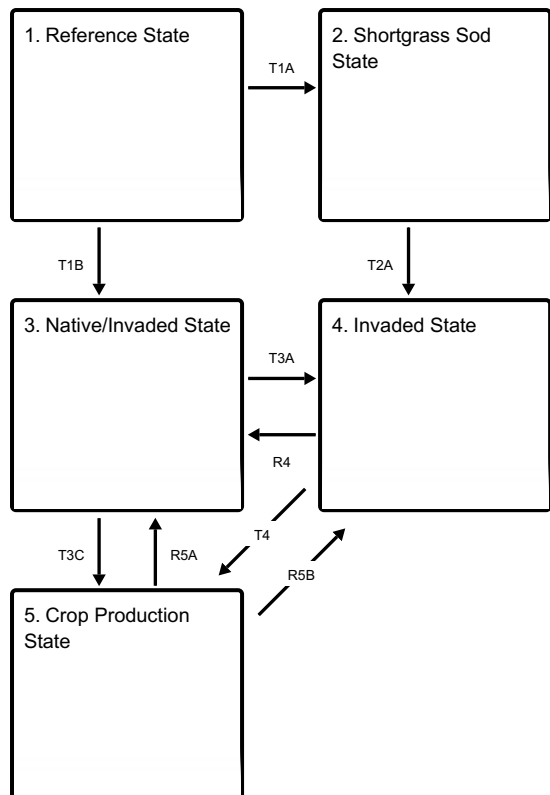 1. Reference State
2. Shortgrass Sod
State
T1A
T1B
T2A
3. Native/Invaded State
4. Invaded State
T3A
R4
T4
T3C
R5A
R5B
5. Crop Production
State